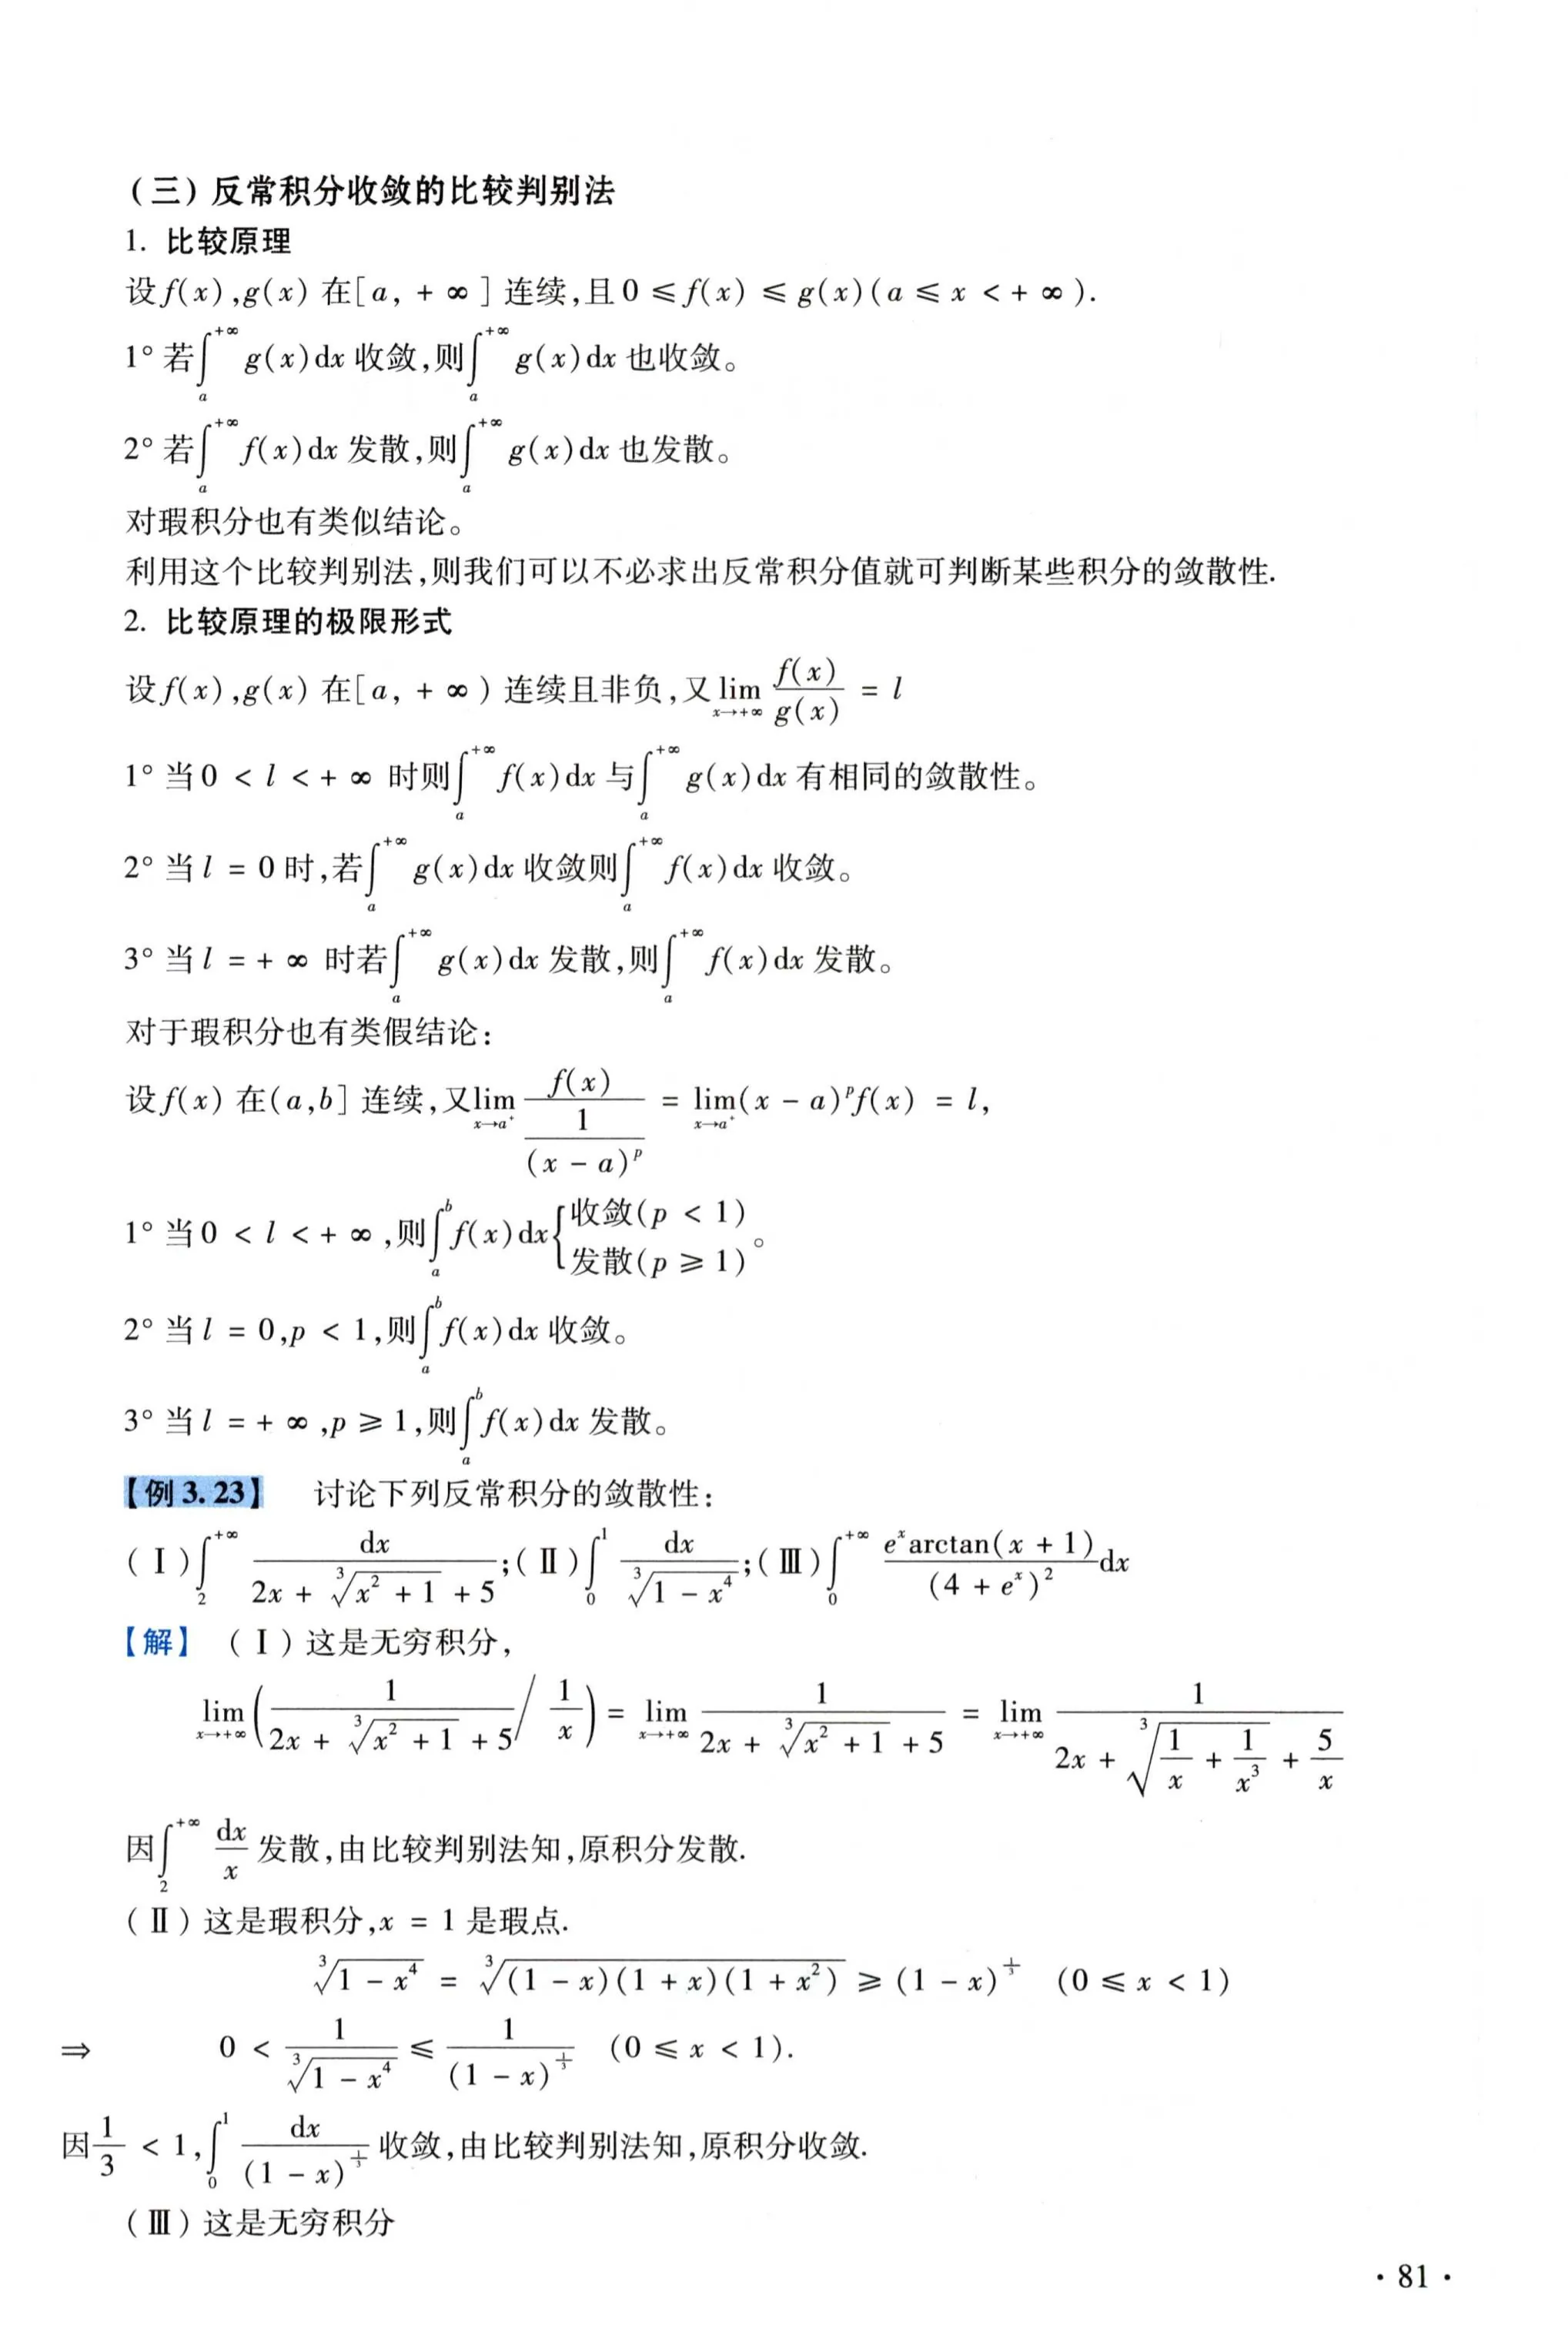 （三）反常积分收敛的比较判别法
1. 比较原理
设 $f(x),g(x)$ 在 $[a,+\infty]$ 连续,且 $0\leqslant f(x)\leqslant g(x)(a\leqslant x<+\infty)$.
1° 若 $\int_a^{+\infty}g(x)\mathrm{d}x$ 收敛,则 $\int_a^{+\infty}g(x)\mathrm{d}x$ 也收敛。
2° 若 $\int_a^{+\infty}f(x)\mathrm{d}x$ 发散,则 $\int_a^{+\infty}g(x)\mathrm{d}x$ 也发散。
对瑕积分也有类似结论。
利用这个比较判别法,则我们可以不必求出反常积分值就可判断某些积分的敛散性.
2. 比较原理的极限形式
设 $f(x),g(x)$ 在 $[a,+\infty)$ 连续且非负,又 $\lim\limits_{x\to+\infty}\frac{f(x)}{g(x)}=l$
1° 当 $0<l<+\infty$ 时则 $\int_a^{+\infty}f(x)\mathrm{d}x$ 与 $\int_a^{+\infty}g(x)\mathrm{d}x$ 有相同的敛散性。
2° 当 $l=0$ 时,若 $\int_a^{+\infty}g(x)\mathrm{d}x$ 收敛则 $\int_a^{+\infty}f(x)\mathrm{d}x$ 收敛。
3° 当 $l=+\infty$ 时若 $\int_a^{+\infty}g(x)\mathrm{d}x$ 发散,则 $\int_a^{+\infty}f(x)\mathrm{d}x$ 发散。
对于瑕积分也有类假结论:
设 $f(x)$ 在 $(a,b]$ 连续,又 $\lim\limits_{x\to a^+}\frac{f(x)}{\frac{1}{(x-a)^p}}=\lim\limits_{x\to a^+}(x-a)^pf(x)=l$,
1° 当 $0<l<+\infty$,则 $\int_a^bf(x)\mathrm{d}x\begin{cases}收敛(p<1)\\发散(p\geqslant1)\end{cases}$。
2° 当 $l=0,p<1$,则 $\int_a^bf(x)\mathrm{d}x$ 收敛。
3° 当 $l=+\infty,p\geqslant1$,则 $\int_a^bf(x)\mathrm{d}x$ 发散。
【例 3.23】 讨论下列反常积分的敛散性:
(Ⅰ) $\int_2^{+\infty}\frac{\mathrm{d}x}{2x+\sqrt[3]{x^2+1}+5}$;(Ⅱ) $\int_0^1\frac{\mathrm{d}x}{\sqrt[3]{1-x^4}}$;(Ⅲ) $\int_0^{+\infty}\frac{e^x\arctan(x+1)}{(4+e^x)^2}\mathrm{d}x$
【解】 (Ⅰ)这是无穷积分,
$\lim\limits_{x\to+\infty}\left(\frac{1}{2x+\sqrt[3]{x^2+1}+5}\Big/\frac{1}{x}\right)=\lim\limits_{x\to+\infty}\frac{1}{2x+\sqrt[3]{x^2+1}+5}=\lim\limits_{x\to+\infty}\frac{1}{2x+\sqrt[3]{\frac{1}{x}+\frac{1}{x^3}}+\frac{5}{x}}$
因 $\int_2^{+\infty}\frac{\mathrm{d}x}{x}$ 发散,由比较判别法知,原积分发散.
(Ⅱ)这是瑕积分,$x=1$ 是瑕点.
$\sqrt[3]{1-x^4}=\sqrt[3]{(1-x)(1+x)(1+x^2)}\geqslant(1-x)^{\frac{1}{3}}\quad(0\leqslant x<1)$
$\Rightarrow\quad 0<\frac{1}{\sqrt[3]{1-x^4}}\leqslant\frac{1}{(1-x)^{\frac{1}{3}}}\quad(0\leqslant x<1)$.
因 $\frac{1}{3}<1,\int_0^1\frac{\mathrm{d}x}{(1-x)^{\frac{1}{3}}}$ 收敛,由比较判别法知,原积分收敛.
(Ⅲ)这是无穷积分
· 81 ·